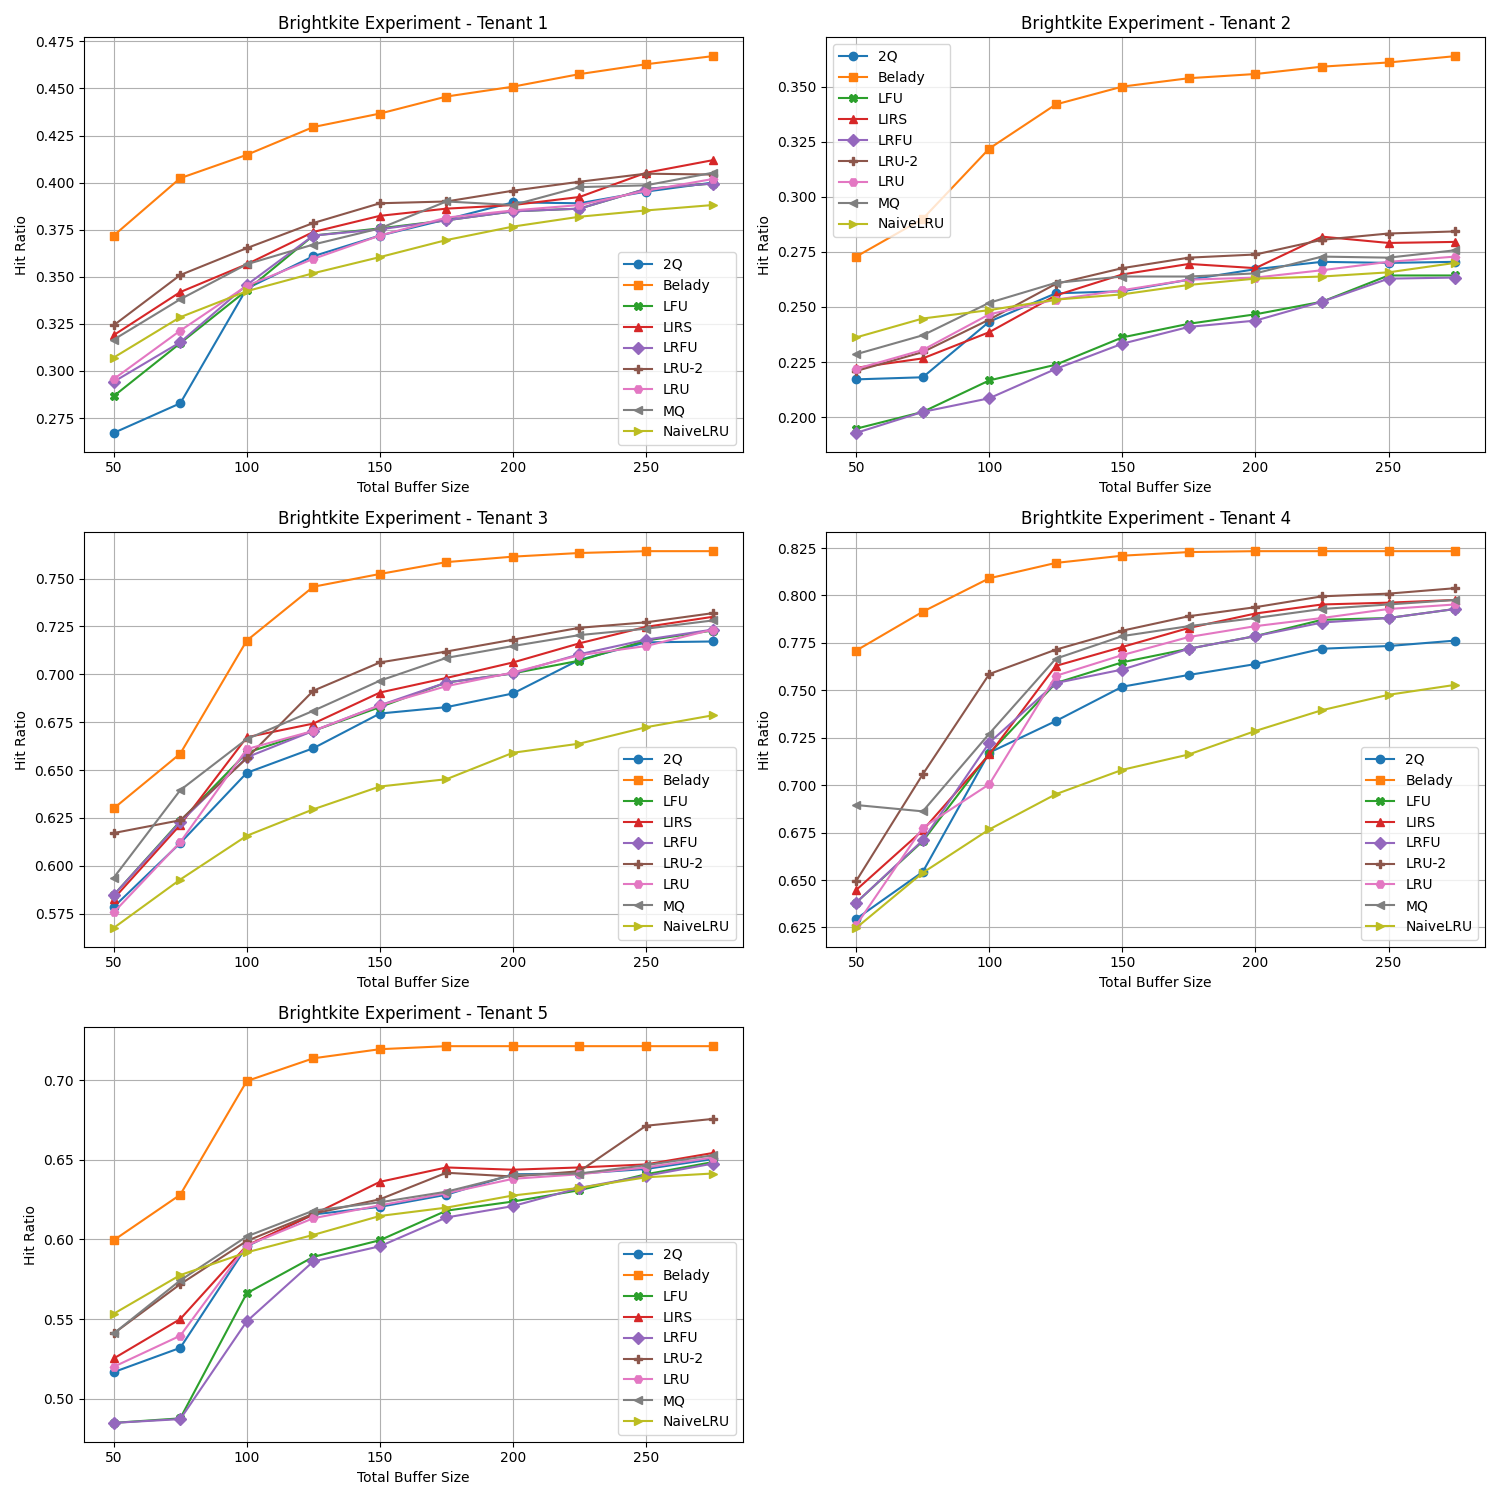 Brightkite Experiment - Tenant 1
0.475
0.450
0.425
0.400
0.375
0.350
0.325
0.300
0.275
Hit Ratio
2Q
Belady
LFU
LIRS
LRFU
LRU-2
LRU
MQ
NaiveLRU
50
100
150
200
250
Total Buffer Size
Brightkite Experiment - Tenant 2
0.350
0.325
0.300
0.275
0.250
0.225
0.200
Hit Ratio
2Q
Belady
LFU
LIRS
LRFU
LRU-2
LRU
MQ
NaiveLRU
50
100
150
200
250
Total Buffer Size
Brightkite Experiment - Tenant 3
0.750
0.725
0.700
0.675
0.650
0.625
0.600
0.575
Hit Ratio
2Q
Belady
LFU
LIRS
LRFU
LRU-2
LRU
MQ
NaiveLRU
50
100
150
200
250
Total Buffer Size
Brightkite Experiment - Tenant 4
0.825
0.800
0.775
0.750
0.725
0.700
0.675
0.650
0.625
Hit Ratio
2Q
Belady
LFU
LIRS
LRFU
LRU-2
LRU
MQ
NaiveLRU
50
100
150
200
250
Total Buffer Size
Brightkite Experiment - Tenant 5
0.70
0.65
0.60
0.55
0.50
Hit Ratio
2Q
Belady
LFU
LIRS
LRFU
LRU-2
LRU
MQ
NaiveLRU
50
100
150
200
250
Total Buffer Size